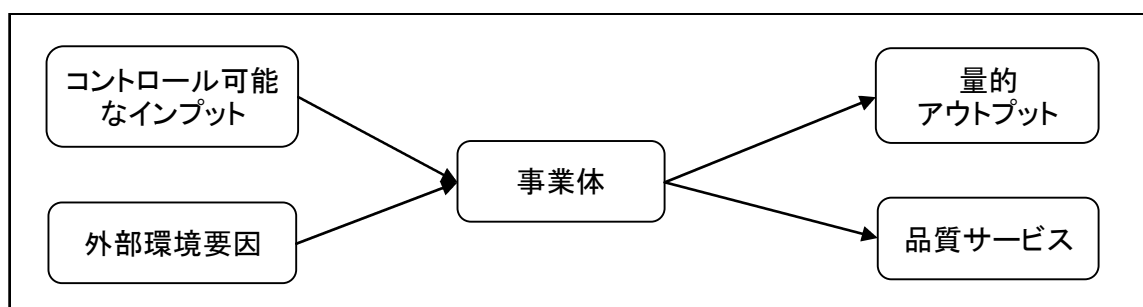 コントロール可能
なインプット
外部環境要因
事業体
量的
アウトプット
品質サービス